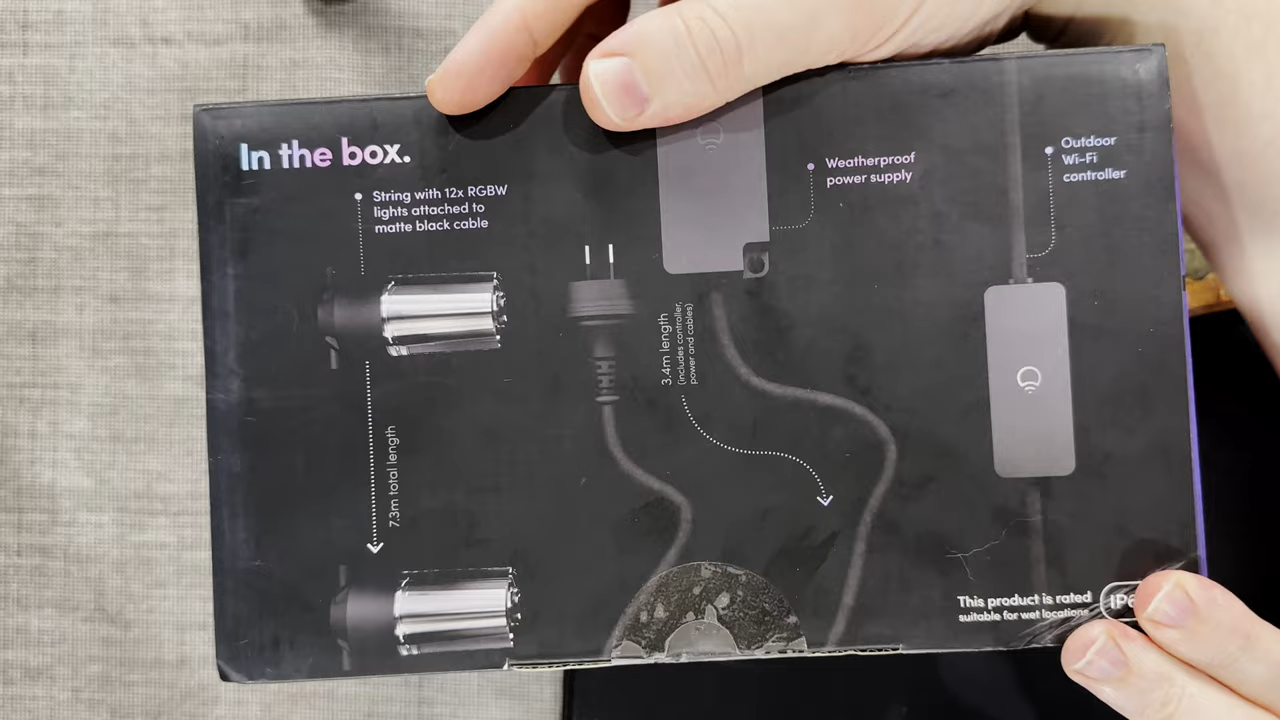 In the box.
String with 12x RGBW
lights attached to
matte black cable
7.3m total length
3.4m length
(includes controller,
power and cables)
Weatherproof
power supply
Outdoor
Wi-Fi
controller
This product is rated
suitable for wet locations